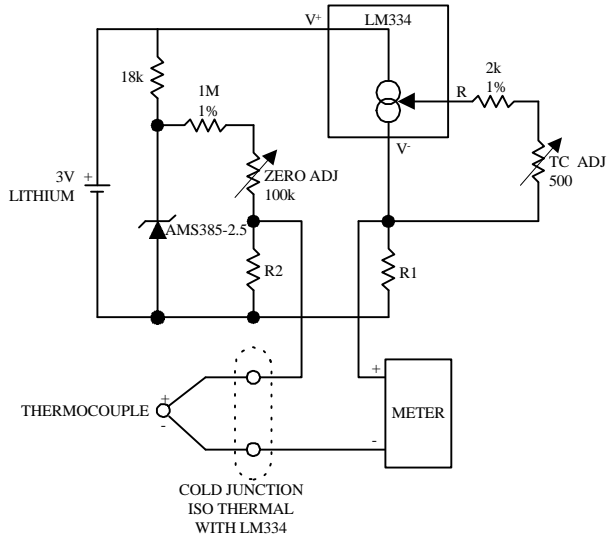 V+
LM334
18k
1M
1%
2k
1%
R
V-
ZERO ADJ
100k
TC ADJ
500
3V
LITHIUM
+
AMS385-2.5
R2
R1
+
METER
-
THERMOCOUPLE
+
-
COLD JUNCTION
ISO THERMAL
WITH LM334